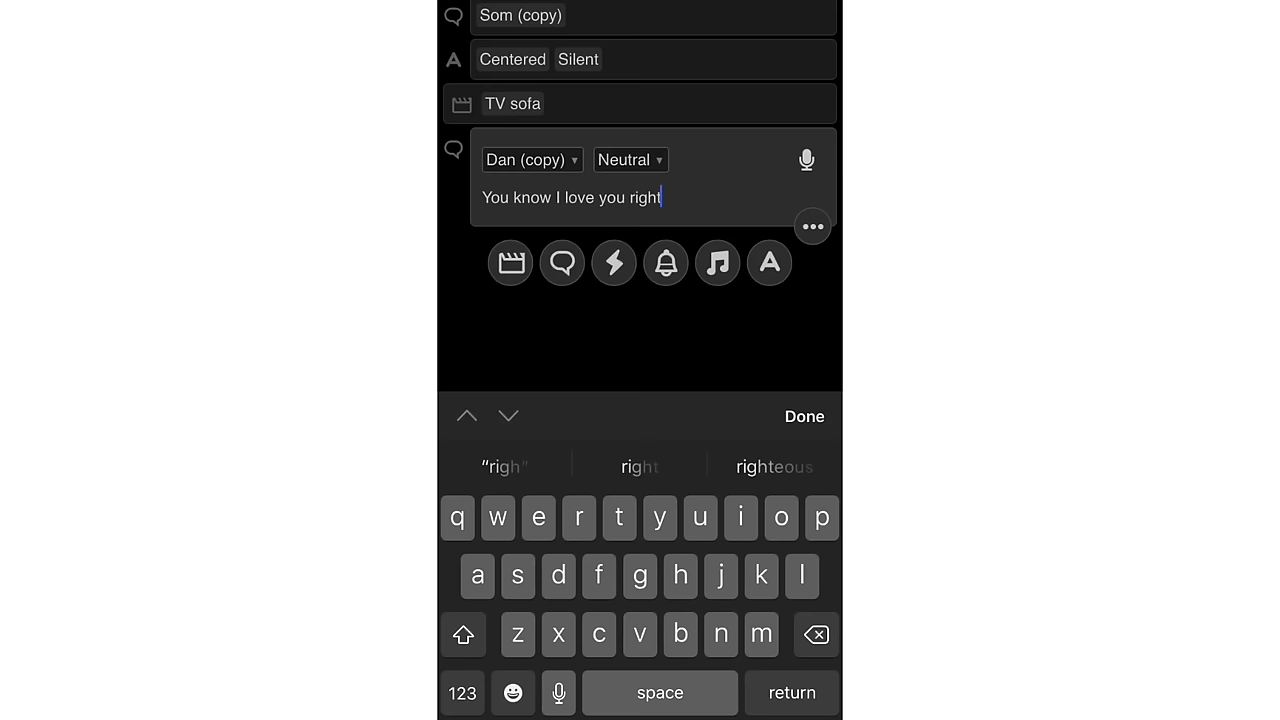 Som (copy)
Centered Silent
TV sofa
Dan (copy) Neutral
You know I love you right
Done
“righ” right righteous
q w e r t y u i o p
a s d f g h j k l
z x c v b n m
123 space return